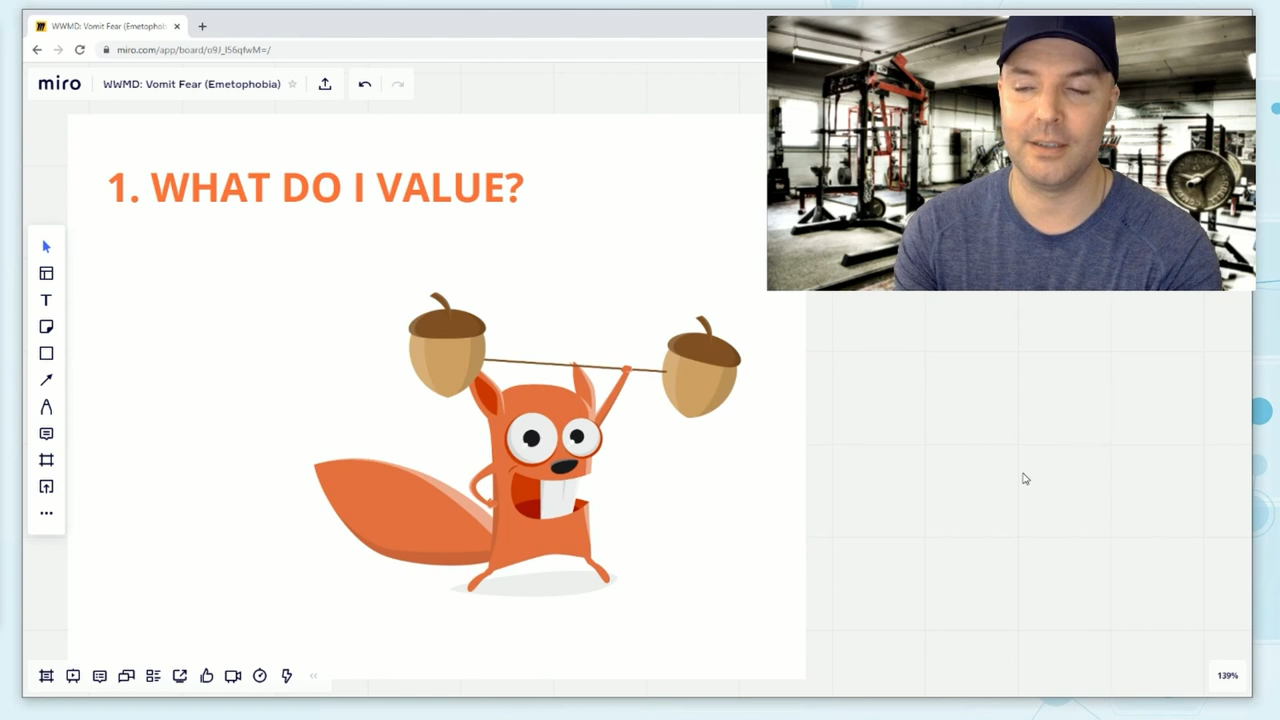 WWMD: Vomit Fear (Emetophob
miro.com/app/board/o9J_l56qfwM=/
miro
WWMD: Vomit Fear (Emetophobia)
1. WHAT DO I VALUE?
T
139%